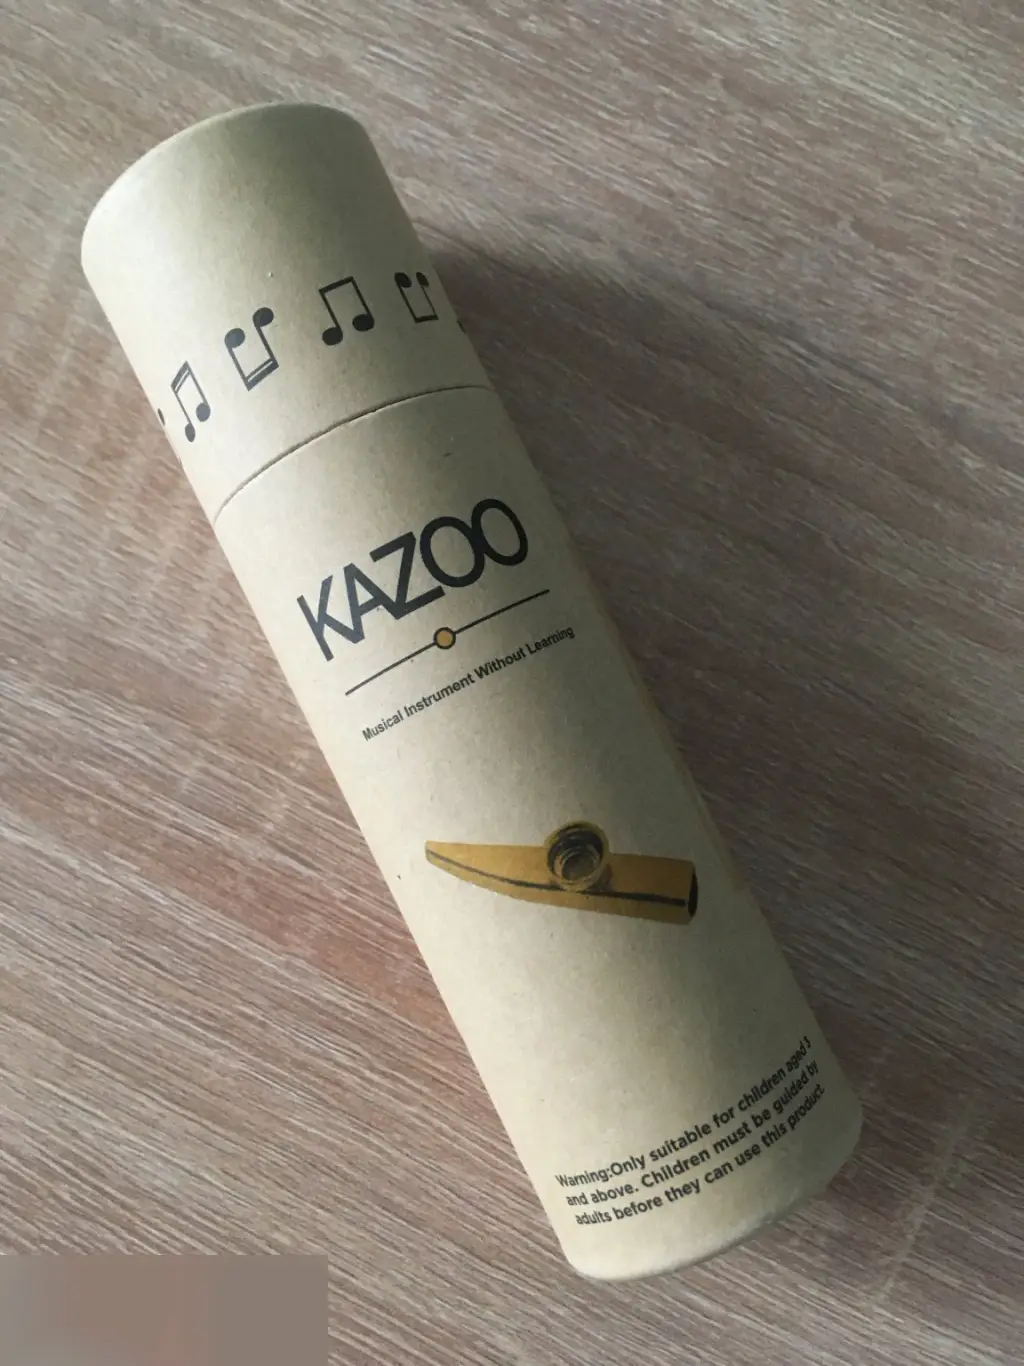 KAZOO
Musical Instrument Without Learning
Warning:Only suitable for children aged 3
and above. Children must be guided by
adults before they can use this product.